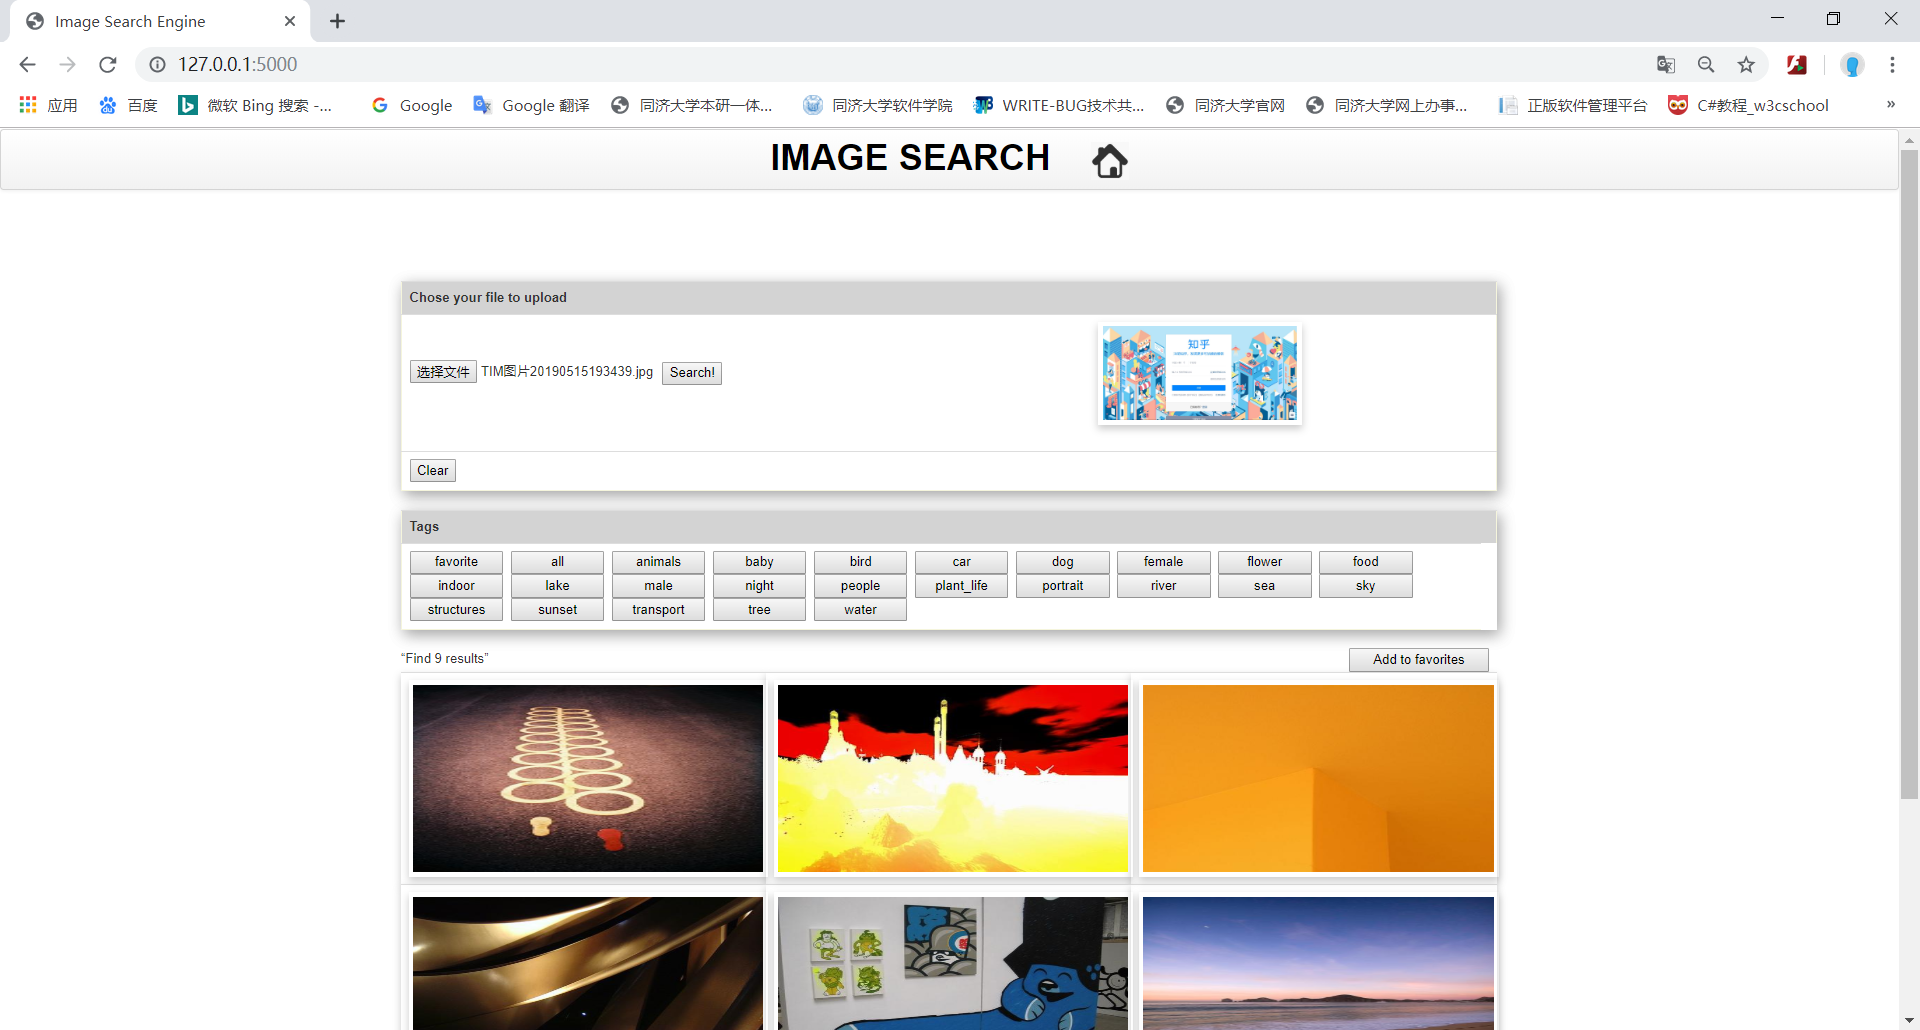 Image Search Engine
127.0.0.1:5000
应用 百度 微软 Bing 搜索 -... Google Google 翻译 同济大学本研一体... 同济大学软件学院 WRITE-BUG技术共... 同济大学官网 同济大学网上办事... 正版软件管理平台 C#教程_w3cschool »
IMAGE SEARCH
Chose your file to upload
知乎
选择文件 TIM图片20190515193439.jpg Search!
Clear
Tags
favorite all animals baby bird car dog female flower food
indoor lake male night people plant_life portrait river sea sky
structures sunset transport tree water
“Find 9 results” Add to favorites